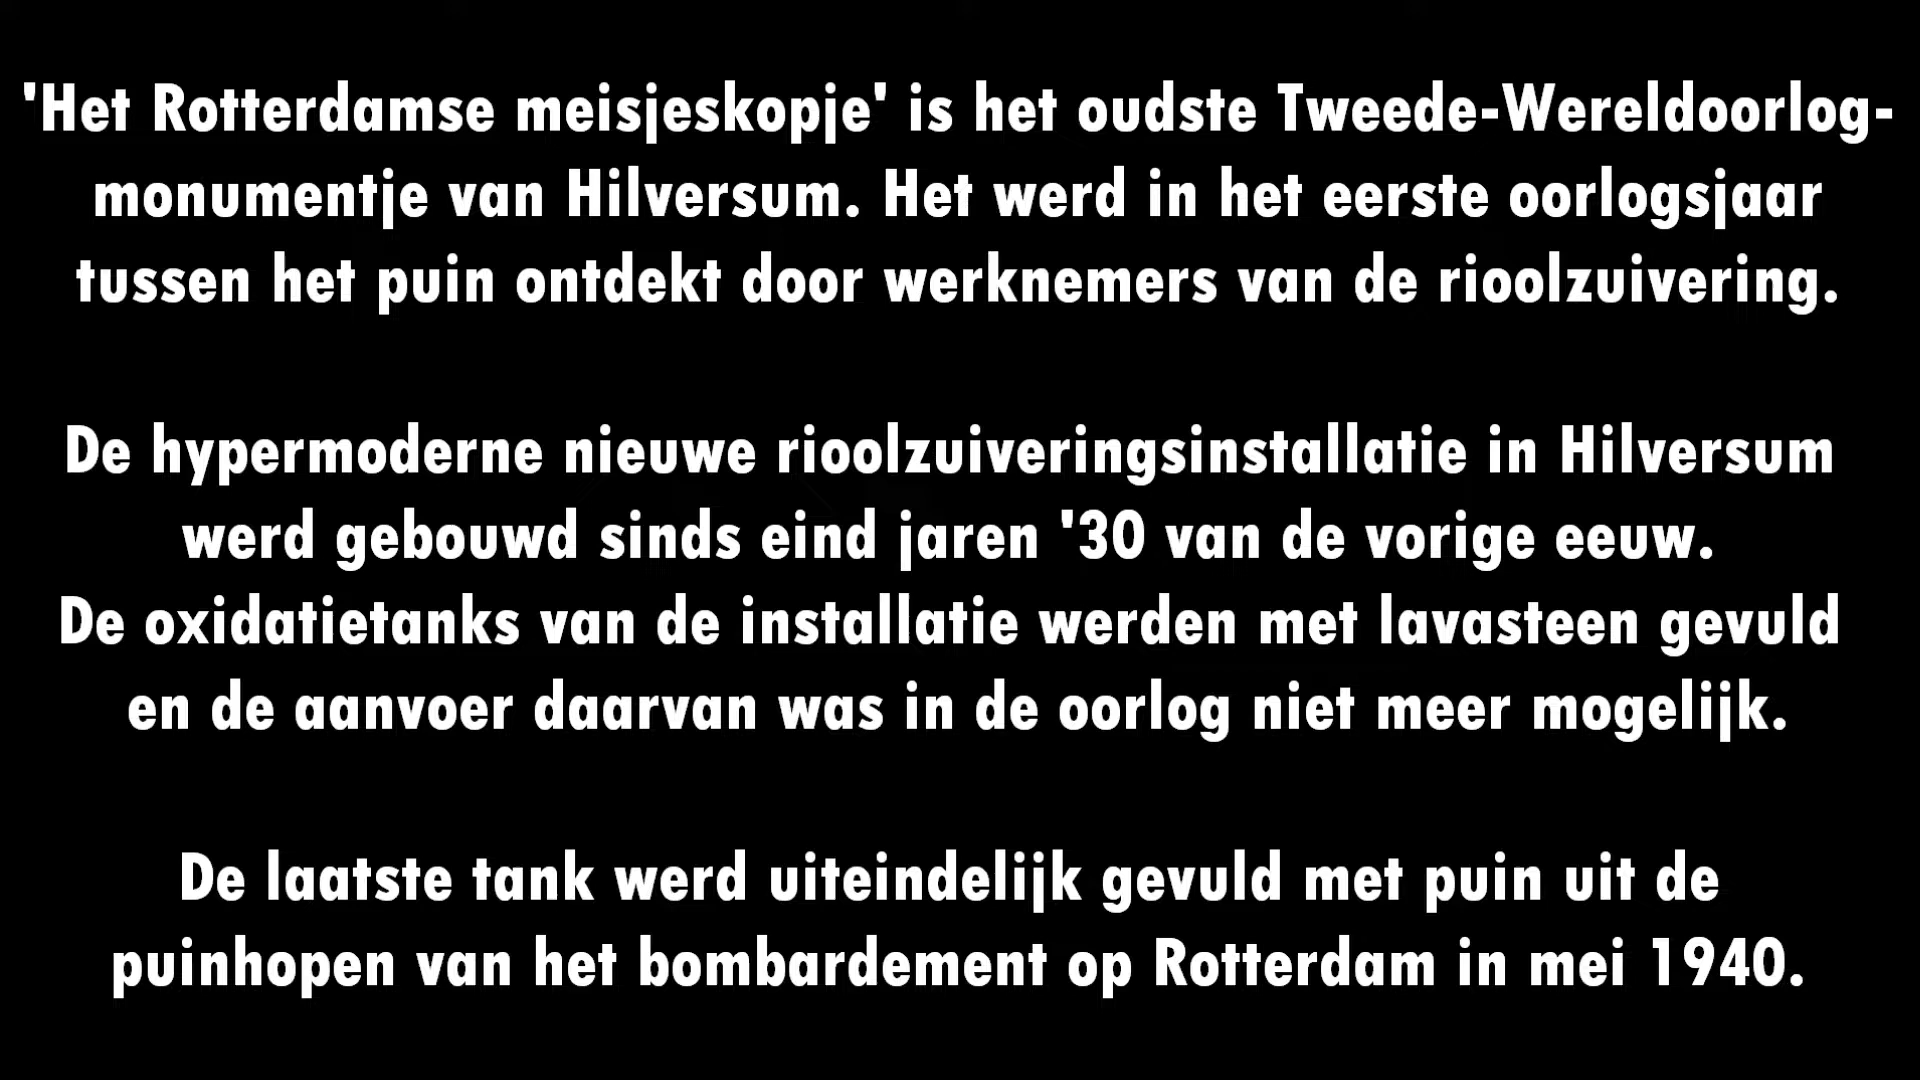 'Het Rotterdamse meisjeskopje' is het oudste Tweede-Wereldoorlog-
monumentje van Hilversum. Het werd in het eerste oorlogsjaar
tussen het puin ontdekt door werknemers van de rioolzuivering.
De hypermoderne nieuwe rioolzuiveringsinstallatie in Hilversum
werd gebouwd sinds eind jaren '30 van de vorige eeuw.
De oxidatietanks van de installatie werden met lavasteen gevuld
en de aanvoer daarvan was in de oorlog niet meer mogelijk.
De laatste tank werd uiteindelijk gevuld met puin uit de
puinhopen van het bombardement op Rotterdam in mei 1940.